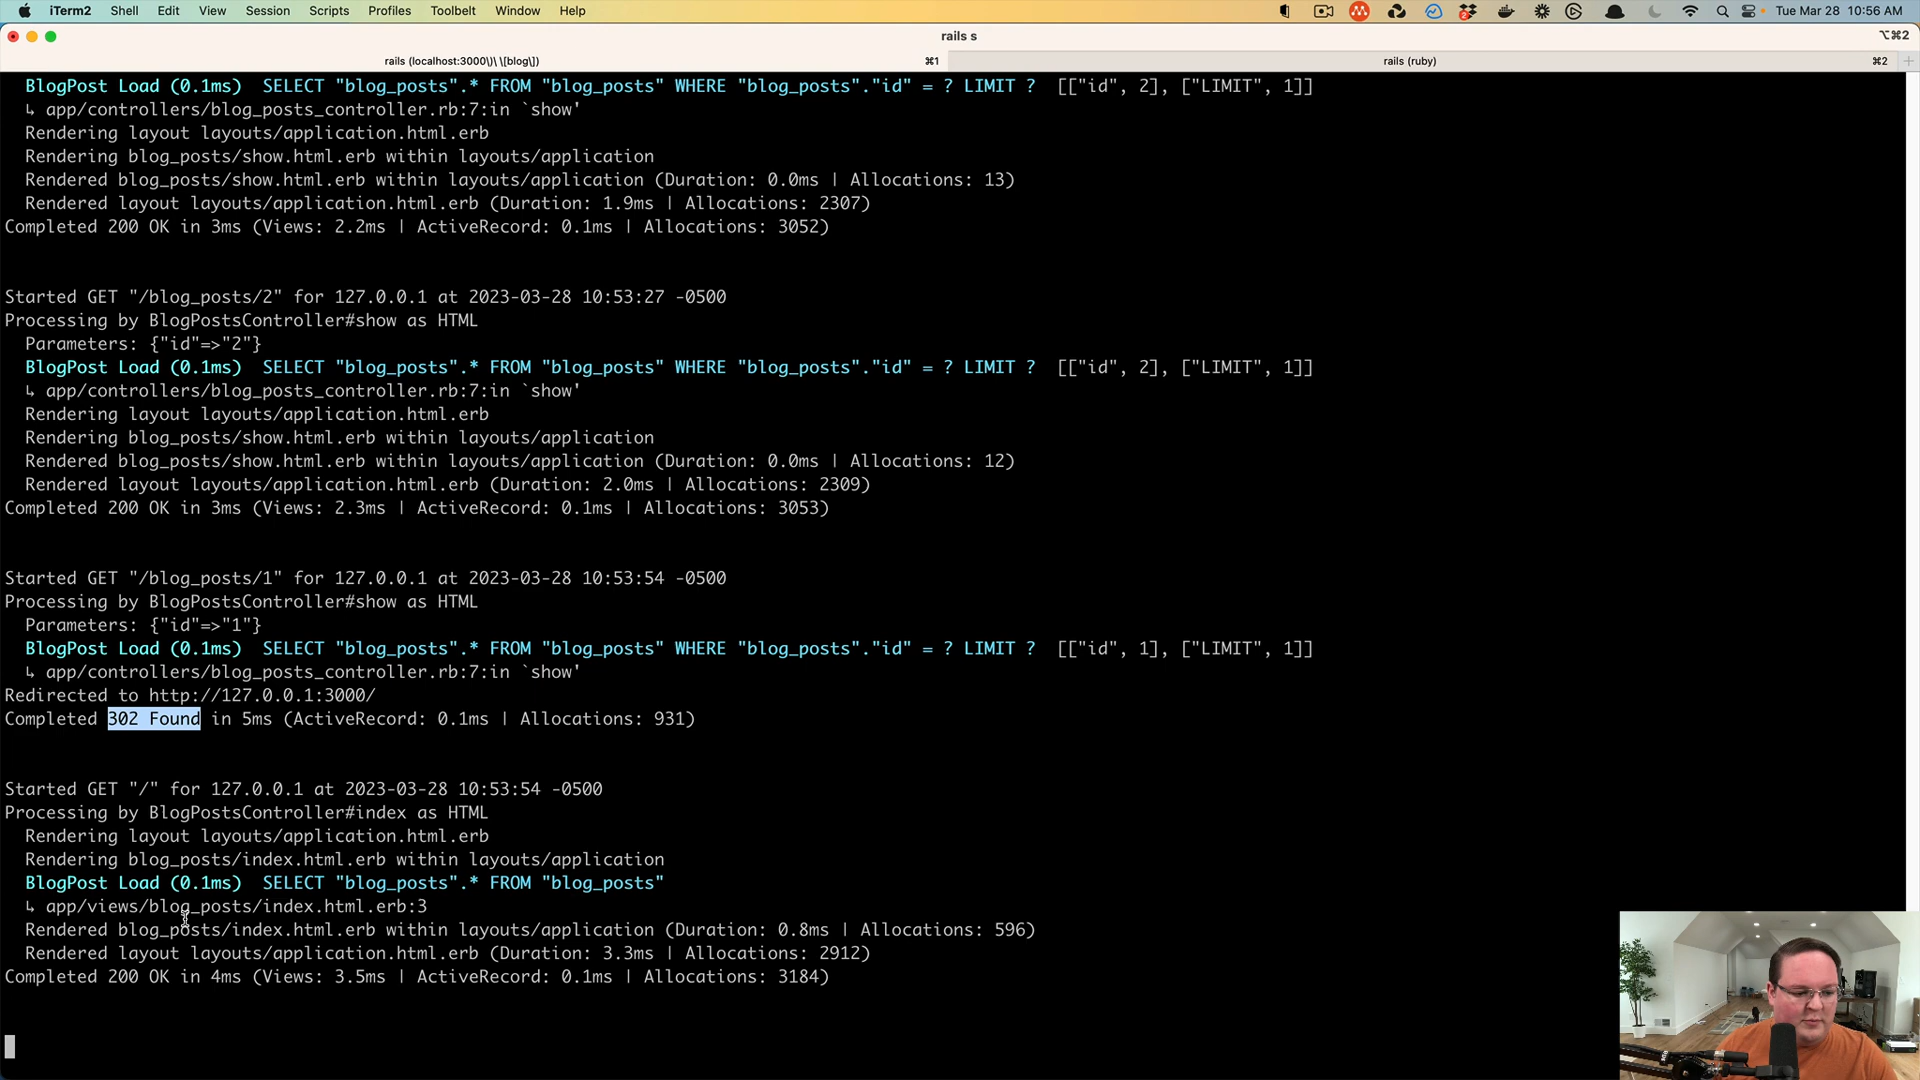 iTerm2 Shell Edit View Session Scripts Profiles Toolbelt Window Help Tue Mar 28 10:56 AM
rails s ⌥⌘2
rails (localhost:3000\)\ \[blog\]) ⌘1 rails (ruby) ⌘2
BlogPost Load (0.1ms) SELECT "blog_posts".* FROM "blog_posts" WHERE "blog_posts"."id" = ? LIMIT ? [["id", 2], ["LIMIT", 1]]
↳ app/controllers/blog_posts_controller.rb:7:in `show'
Rendering layout layouts/application.html.erb
Rendering blog_posts/show.html.erb within layouts/application
Rendered blog_posts/show.html.erb within layouts/application (Duration: 0.0ms | Allocations: 13)
Rendered layout layouts/application.html.erb (Duration: 1.9ms | Allocations: 2307)
Completed 200 OK in 3ms (Views: 2.2ms | ActiveRecord: 0.1ms | Allocations: 3052)
Started GET "/blog_posts/2" for 127.0.0.1 at 2023-03-28 10:53:27 -0500
Processing by BlogPostsController#show as HTML
Parameters: {"id"=>"2"}
BlogPost Load (0.1ms) SELECT "blog_posts".* FROM "blog_posts" WHERE "blog_posts"."id" = ? LIMIT ? [["id", 2], ["LIMIT", 1]]
↳ app/controllers/blog_posts_controller.rb:7:in `show'
Rendering layout layouts/application.html.erb
Rendering blog_posts/show.html.erb within layouts/application
Rendered blog_posts/show.html.erb within layouts/application (Duration: 0.0ms | Allocations: 12)
Rendered layout layouts/application.html.erb (Duration: 2.0ms | Allocations: 2309)
Completed 200 OK in 3ms (Views: 2.3ms | ActiveRecord: 0.1ms | Allocations: 3053)
Started GET "/blog_posts/1" for 127.0.0.1 at 2023-03-28 10:53:54 -0500
Processing by BlogPostsController#show as HTML
Parameters: {"id"=>"1"}
BlogPost Load (0.1ms) SELECT "blog_posts".* FROM "blog_posts" WHERE "blog_posts"."id" = ? LIMIT ? [["id", 1], ["LIMIT", 1]]
↳ app/controllers/blog_posts_controller.rb:7:in `show'
Redirected to http://127.0.0.1:3000/
Completed 302 Found in 5ms (ActiveRecord: 0.1ms | Allocations: 931)
Started GET "/" for 127.0.0.1 at 2023-03-28 10:53:54 -0500
Processing by BlogPostsController#index as HTML
Rendering layout layouts/application.html.erb
Rendering blog_posts/index.html.erb within layouts/application
BlogPost Load (0.1ms) SELECT "blog_posts".* FROM "blog_posts"
↳ app/views/blog_posts/index.html.erb:3
Rendered blog_posts/index.html.erb within layouts/application (Duration: 0.8ms | Allocations: 596)
Rendered layout layouts/application.html.erb (Duration: 3.3ms | Allocations: 2912)
Completed 200 OK in 4ms (Views: 3.5ms | ActiveRecord: 0.1ms | Allocations: 3184)